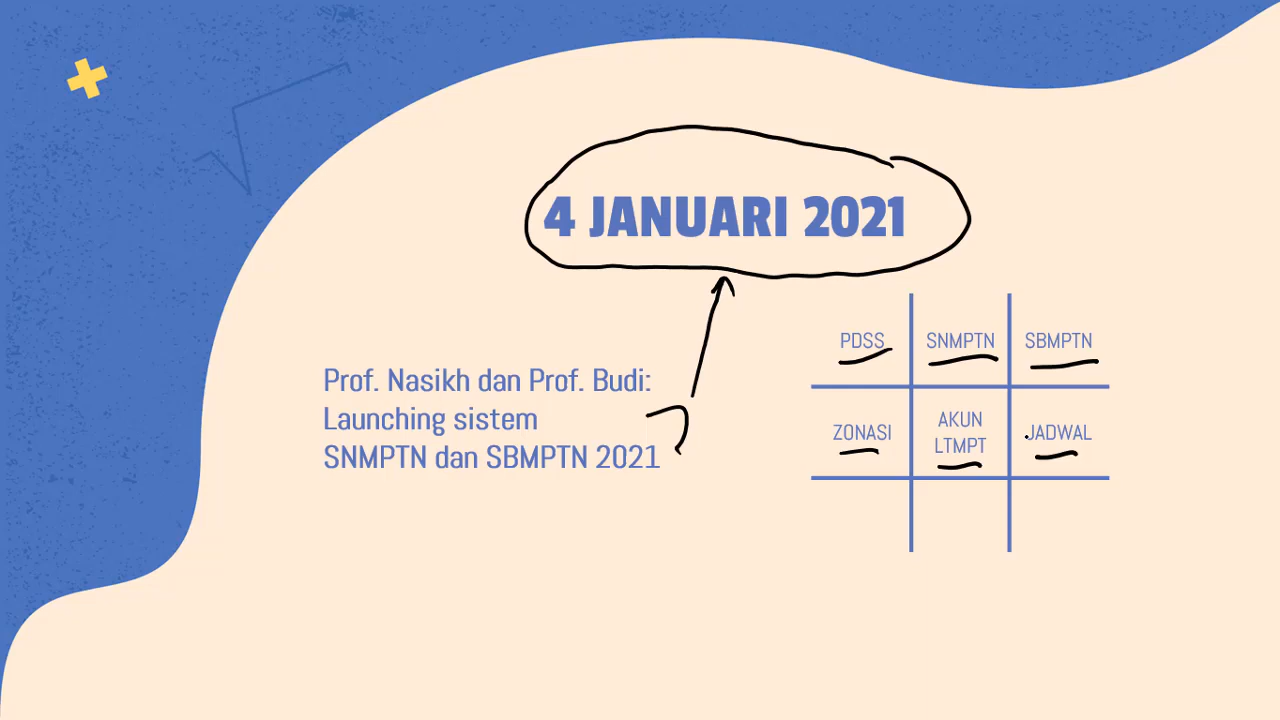 4 JANUARI 2021
Prof. Nasikh dan Prof. Budi:
Launching sistem
SNMPTN dan SBMPTN 2021
PDSS
SNMPTN
SBMPTN
ZONASI
AKUN
LTMPT
JADWAL